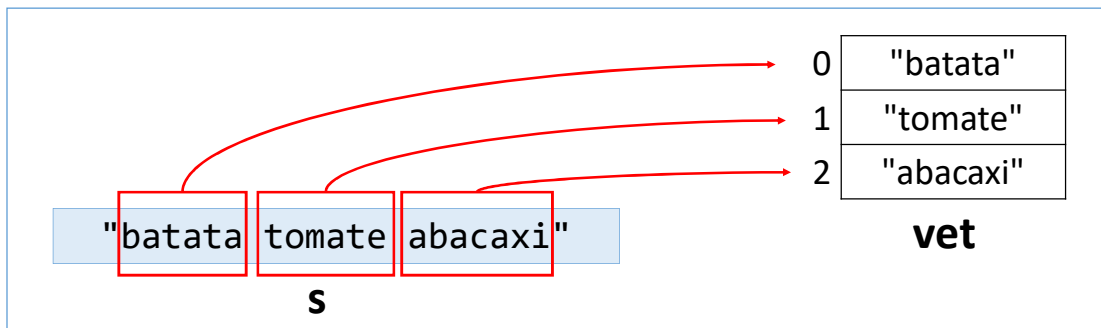 0 "batata"
1 "tomate"
2 "abacaxi"
vet
"batata tomate abacaxi"
s